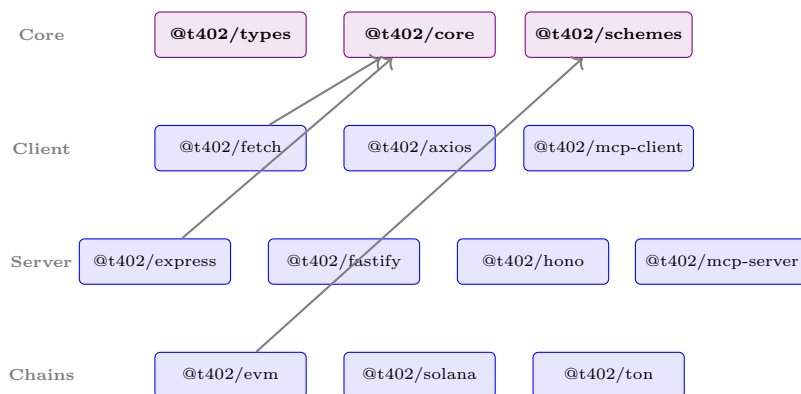 Core @t402/types @t402/core @t402/schemes
Client @t402/fetch @t402/axios @t402/mcp-client
Server @t402/express @t402/fastify @t402/hono @t402/mcp-server
Chains @t402/evm @t402/solana @t402/ton